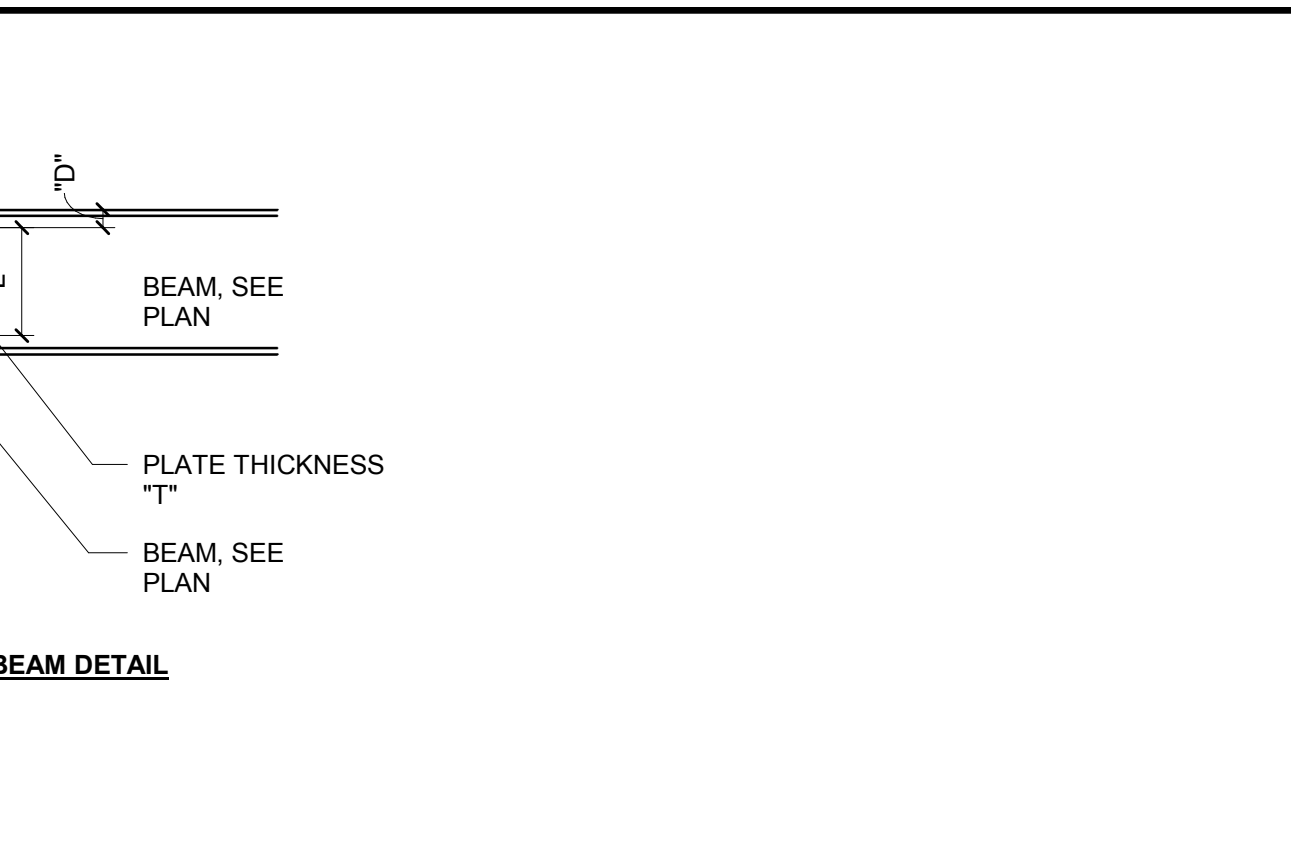 "D"
BEAM, SEE
PLAN
PLATE THICKNESS
"T"
BEAM, SEE
PLAN
BEAM DETAIL